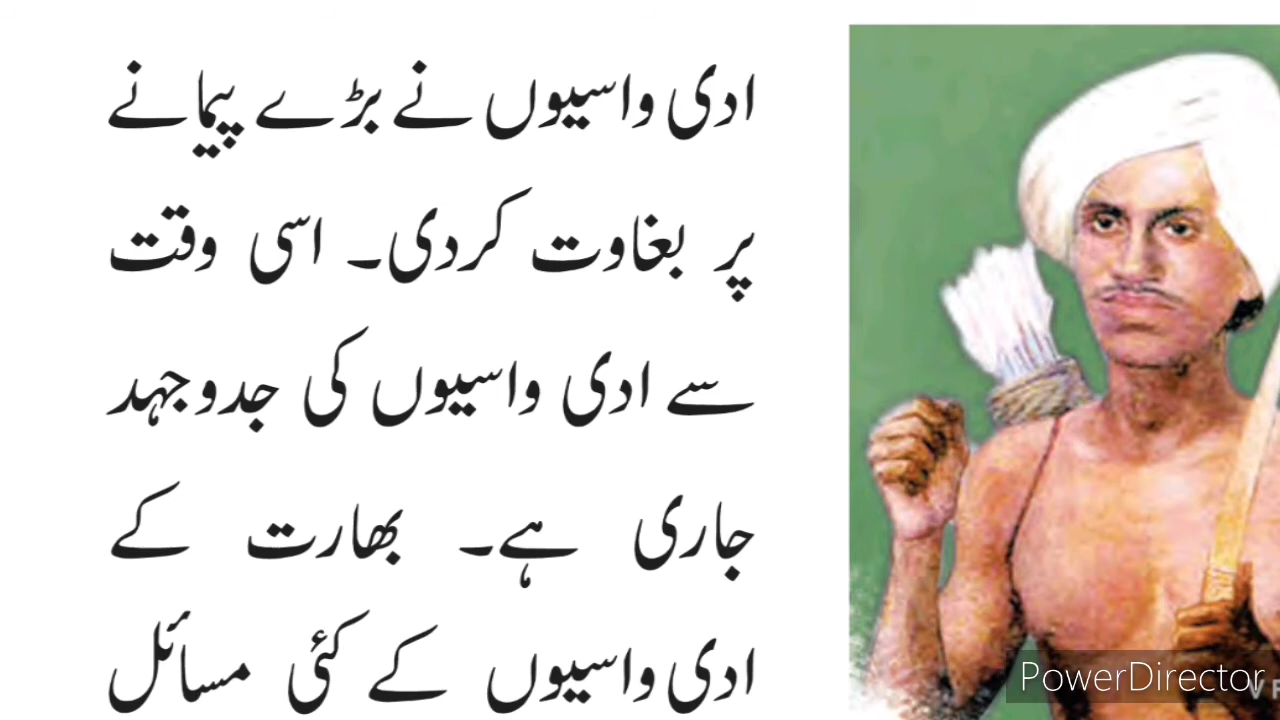 ادی واسیوں نے بڑے پیمانے
پر بغاوت کردی۔ اسی وقت
سے ادی واسیوں کی جدوجہد
جاری ہے۔ بھارت کے
ادی واسیوں کے کئی مسائل
PowerDirector